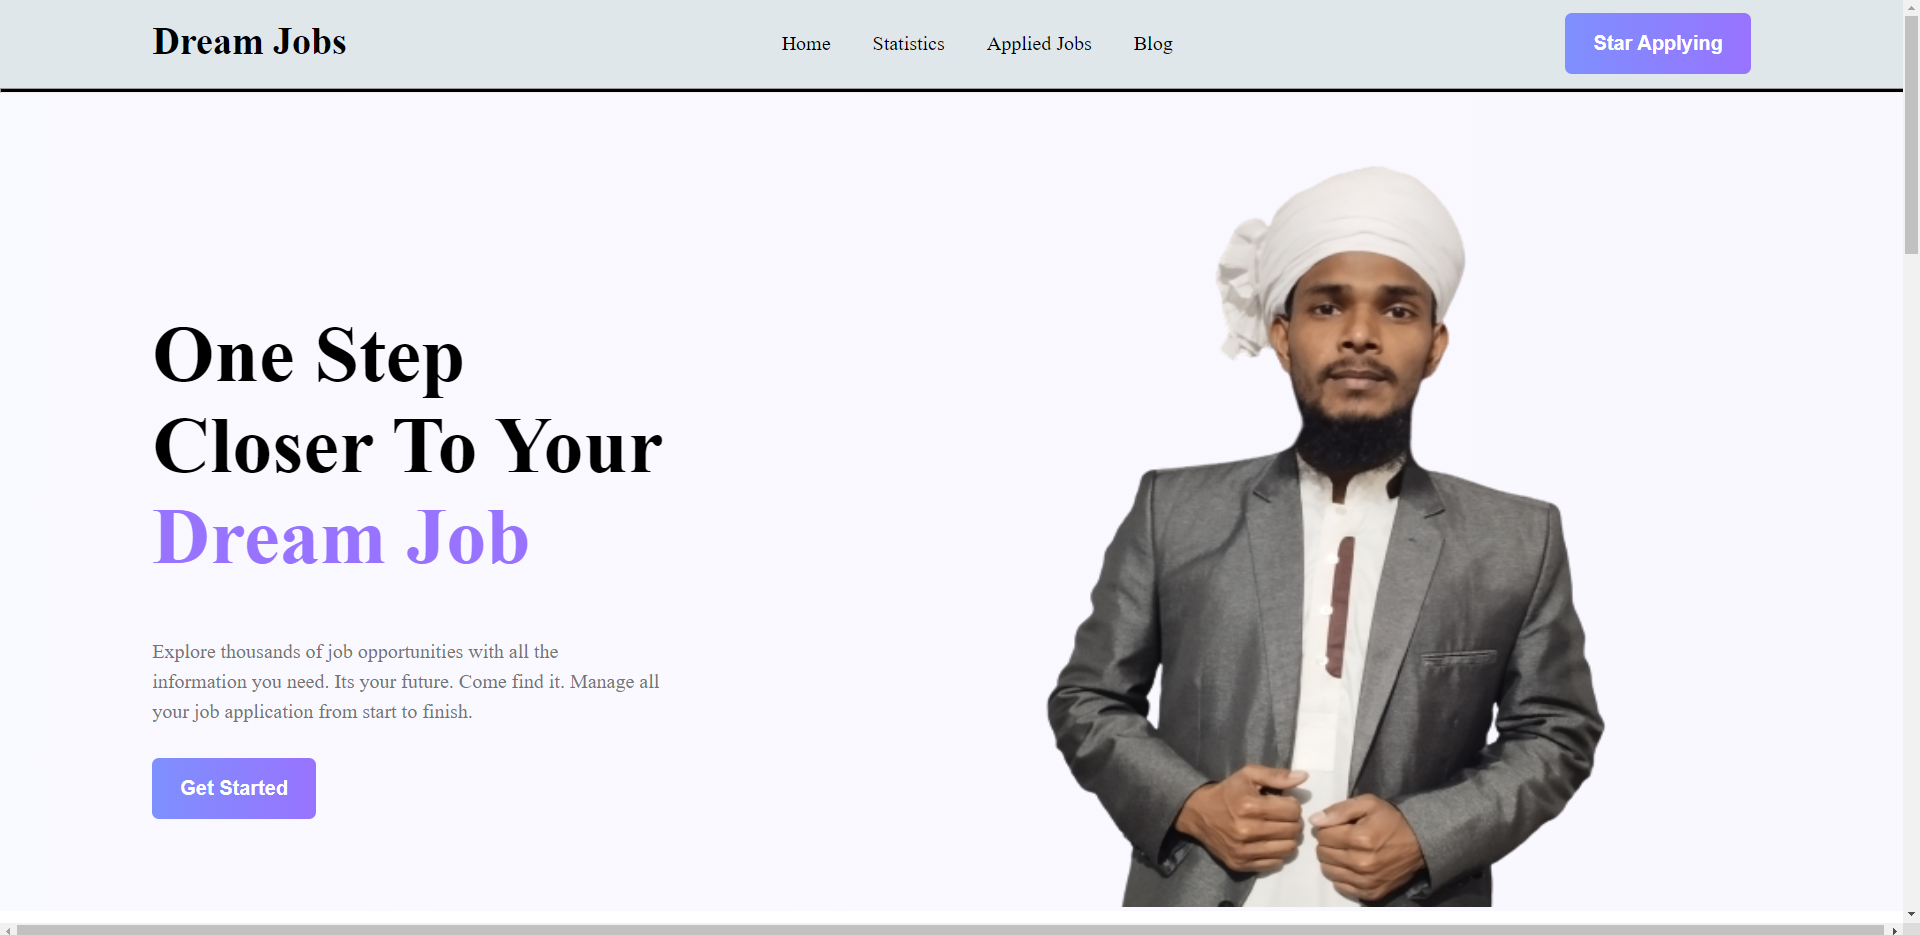 Dream Jobs
Home
Statistics
Applied Jobs
Blog
Star Applying
One Step
Closer To Your
Dream Job
Explore thousands of job opportunities with all the
information you need. Its your future. Come find it. Manage all
your job application from start to finish.
Get Started